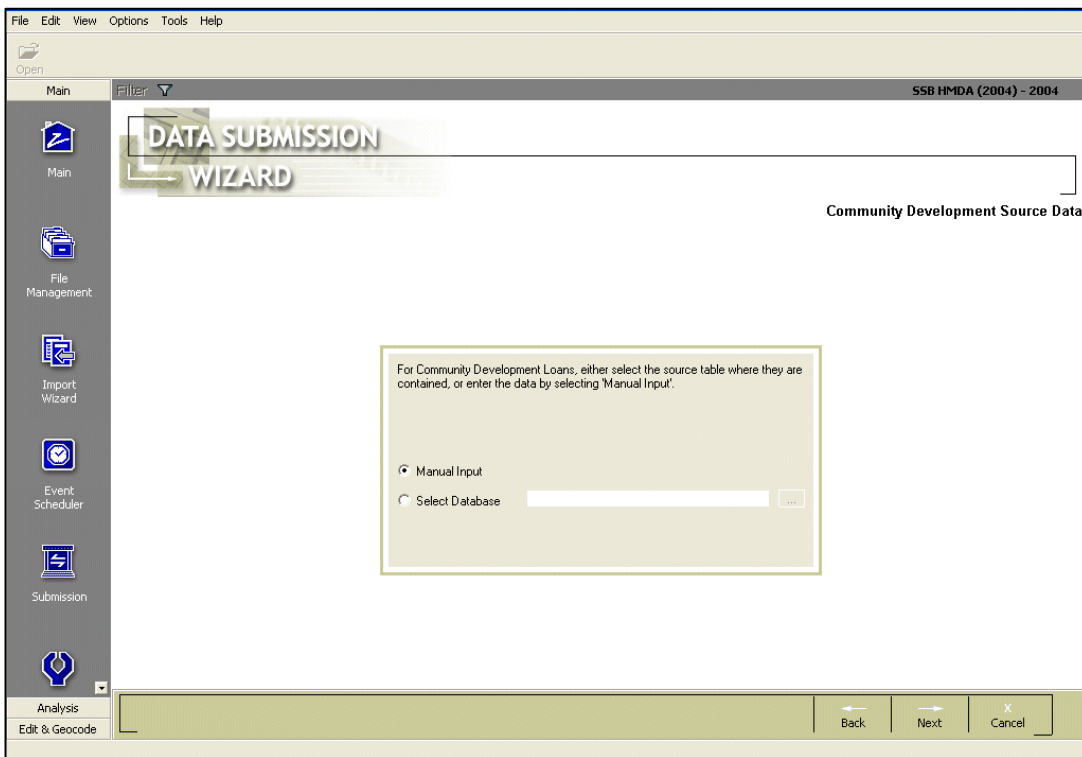 File Edit View Options Tools Help
Open
Main
Filter
SSB HMDA (2004) - 2004
DATA SUBMISSION
WIZARD
Main
Community Development Source Data
File
Management
Import
Wizard
Event
Scheduler
Submission
For Community Development Loans, either select the source table where they are
contained, or enter the data by selecting 'Manual Input'.
Manual Input
Select Database
...
Analysis
Edit & Geocode
Back
Next
X
Cancel